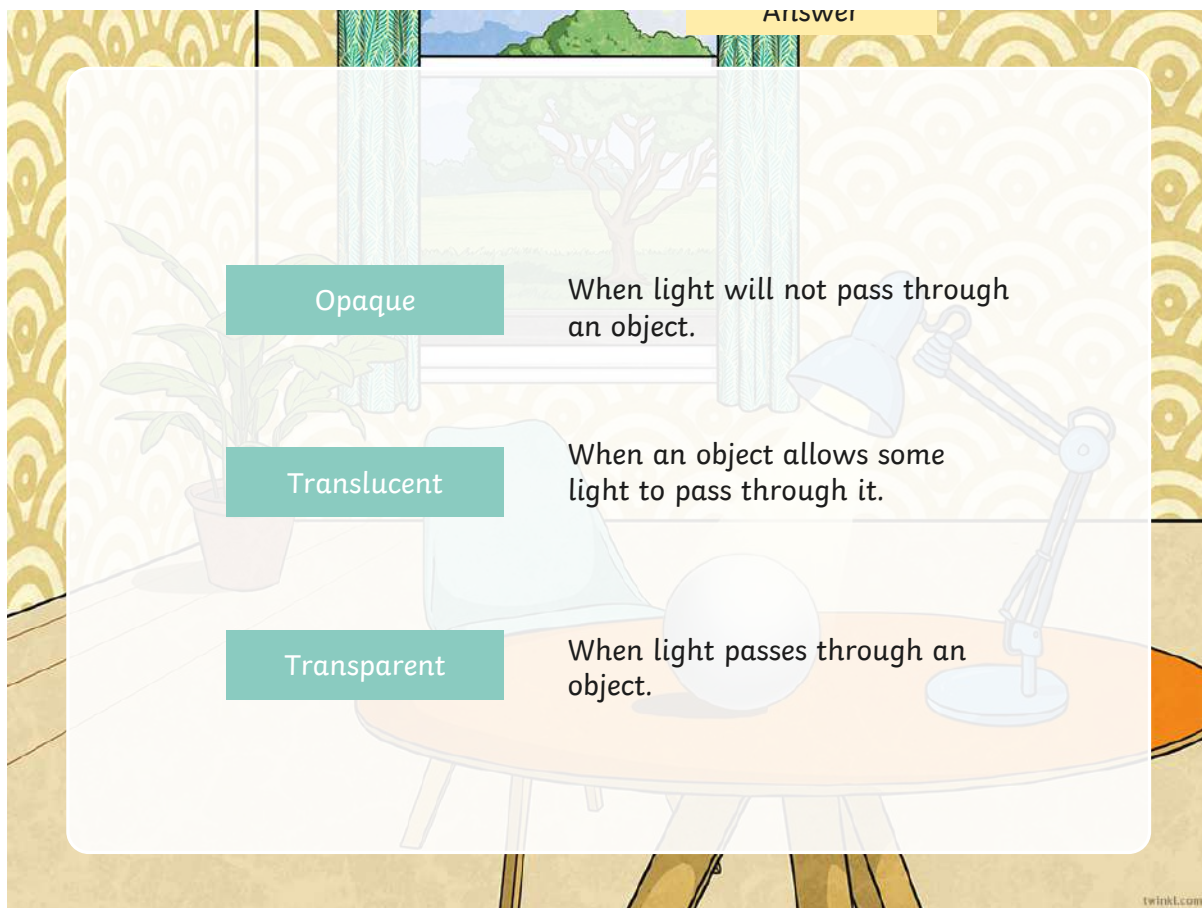 Answer
Opaque
When light will not pass through
an object.
Translucent
When an object allows some
light to pass through it.
Transparent
When light passes through an
object.
twinkl.com